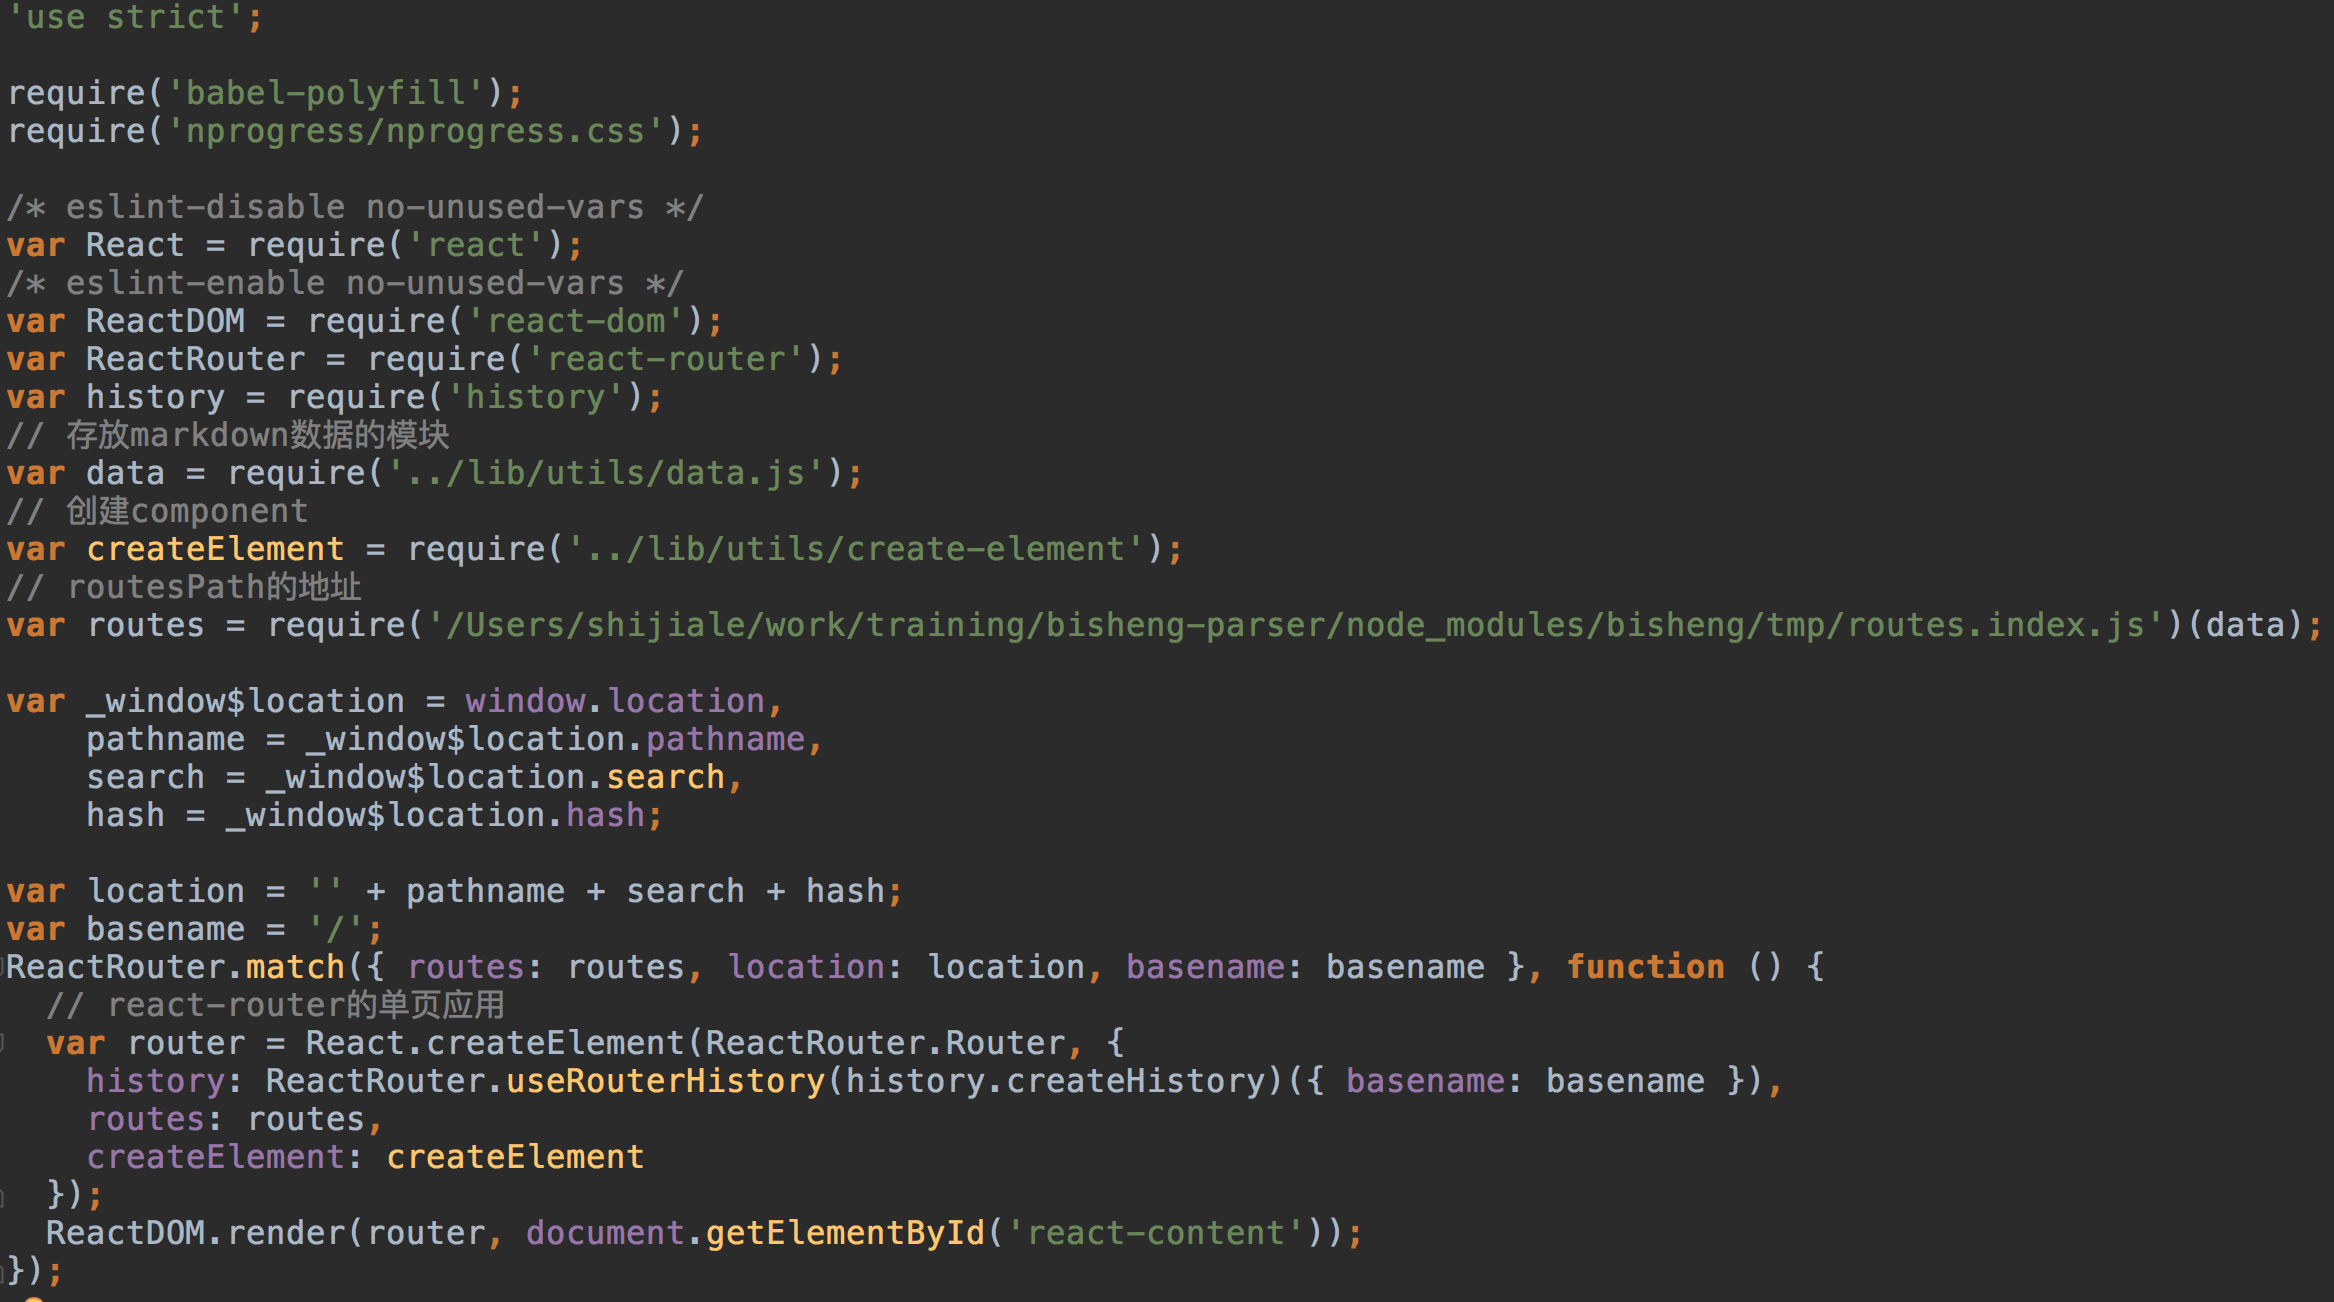 'use strict';
require('babel-polyfill');
require('nprogress/nprogress.css');
/* eslint-disable no-unused-vars */
var React = require('react');
/* eslint-enable no-unused-vars */
var ReactDOM = require('react-dom');
var ReactRouter = require('react-router');
var history = require('history');
// 存放markdown数据的模块
var data = require('../lib/utils/data.js');
// 创建component
var createElement = require('../lib/utils/create-element');
// routesPath的地址
var routes = require('/Users/shijiale/work/training/bisheng-parser/node_modules/bisheng/tmp/routes.index.js')(data);
var _window$location = window.location,
    pathname = _window$location.pathname,
    search = _window$location.search,
    hash = _window$location.hash;
var location = '' + pathname + search + hash;
var basename = '/';
ReactRouter.match({ routes: routes, location: location, basename: basename }, function () {
  // react-router的单页应用
  var router = React.createElement(ReactRouter.Router, {
    history: ReactRouter.useRouterHistory(history.createHistory)({ basename: basename }),
    routes: routes,
    createElement: createElement
  });
  ReactDOM.render(router, document.getElementById('react-content'));
});